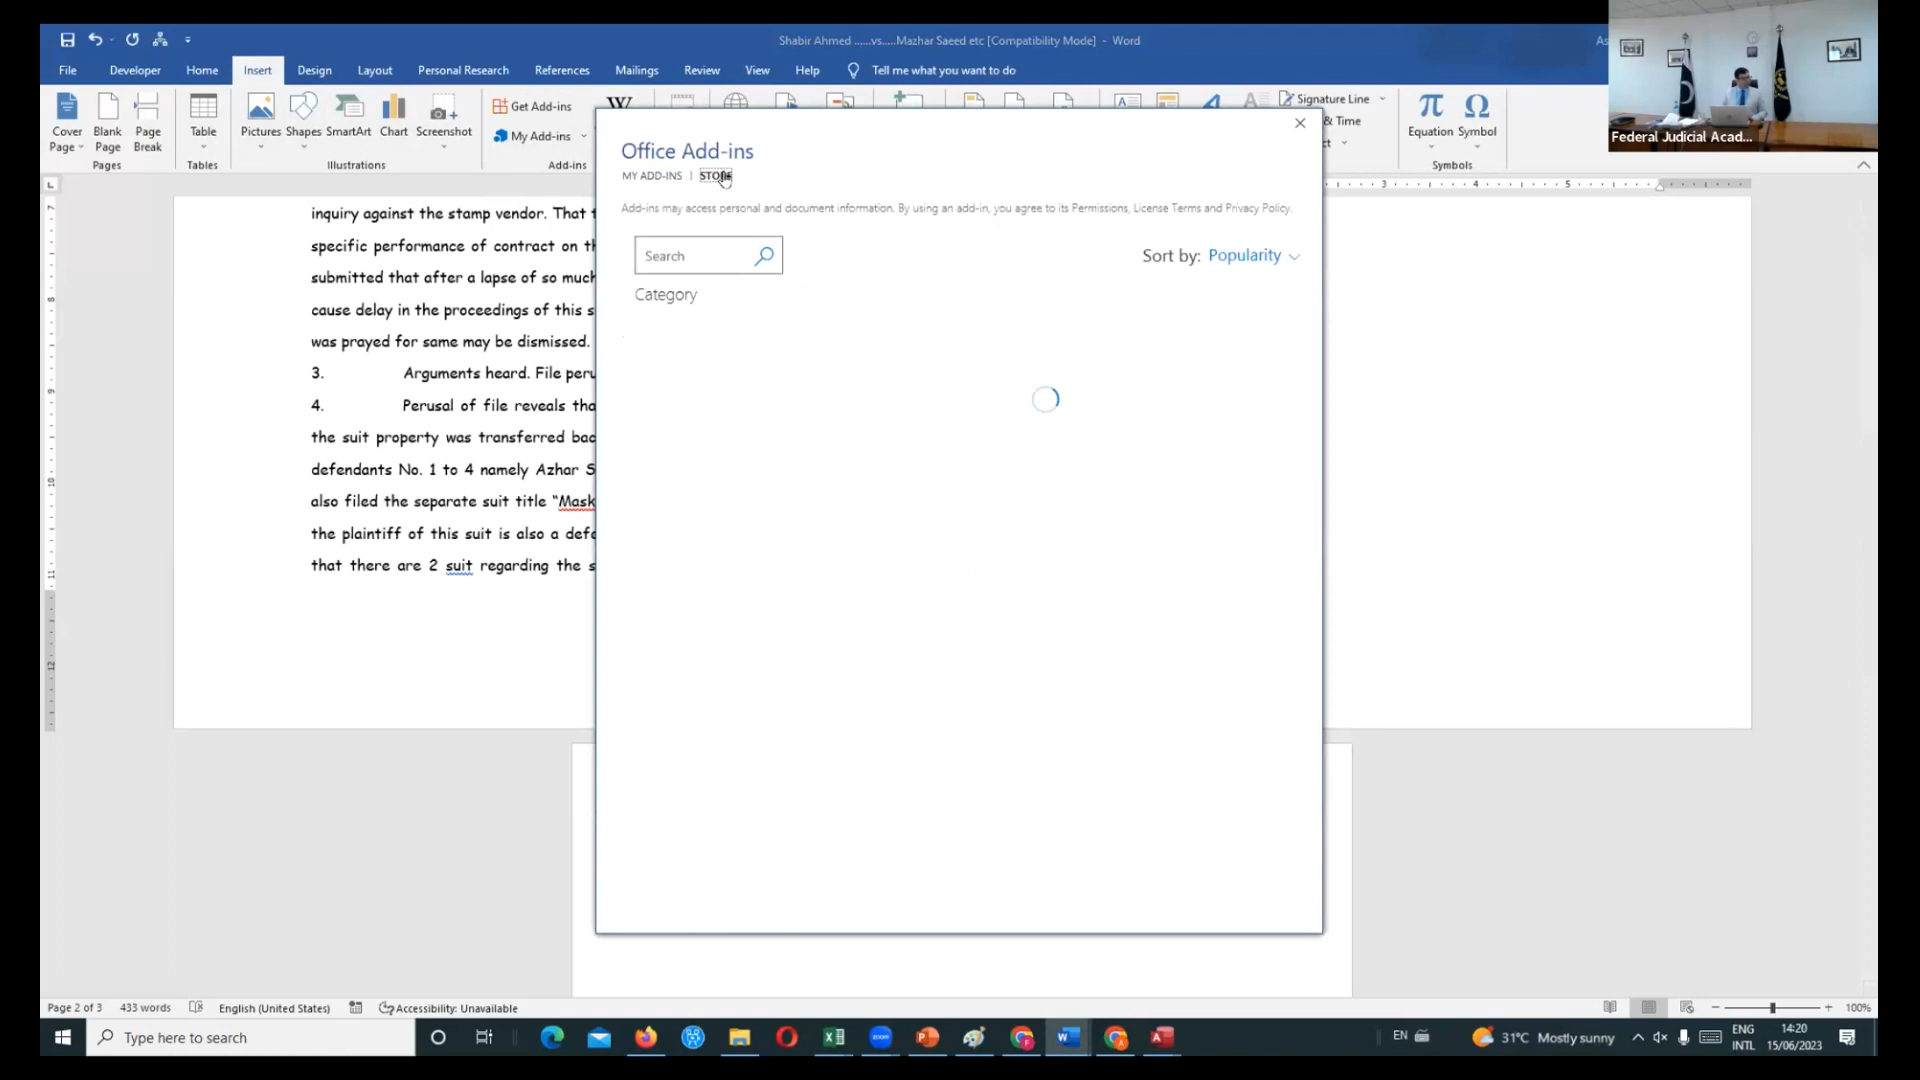 Shabir Ahmed ......vs.....Mazhar Saeed etc [Compatibility Mode] - Word
As
File Developer Home Insert Design Layout Personal Research References Mailings Review View Help Tell me what you want to do
Cover Page
Blank Page
Page Break
Pages
Table
Tables
Pictures Shapes SmartArt Chart Screenshot
Illustrations
Get Add-ins
My Add-ins
Add-ins
W
Signature Line
& Time
ct
Equation Symbol
Symbols
Federal Judicial Acad...
Office Add-ins
MY ADD-INS | STORE
Add-ins may access personal and document information. By using an add-in, you agree to its Permissions, License Terms and Privacy Policy.
Search
Sort by: Popularity
Category
inquiry against the stamp vendor. That t
specific performance of contract on th
submitted that after a lapse of so much
cause delay in the proceedings of this s
was prayed for same may be dismissed.
3. Arguments heard. File peru
4. Perusal of file reveals tha
the suit property was transferred bac
defendants No. 1 to 4 namely Azhar S
also filed the separate suit title “Mask
the plaintiff of this suit is also a defe
that there are 2 suit regarding the s
Page 2 of 3 433 words English (United States) Accessibility: Unavailable
100%
Type here to search
EN
31°C Mostly sunny
ENG
INTL
14:20
15/06/2023